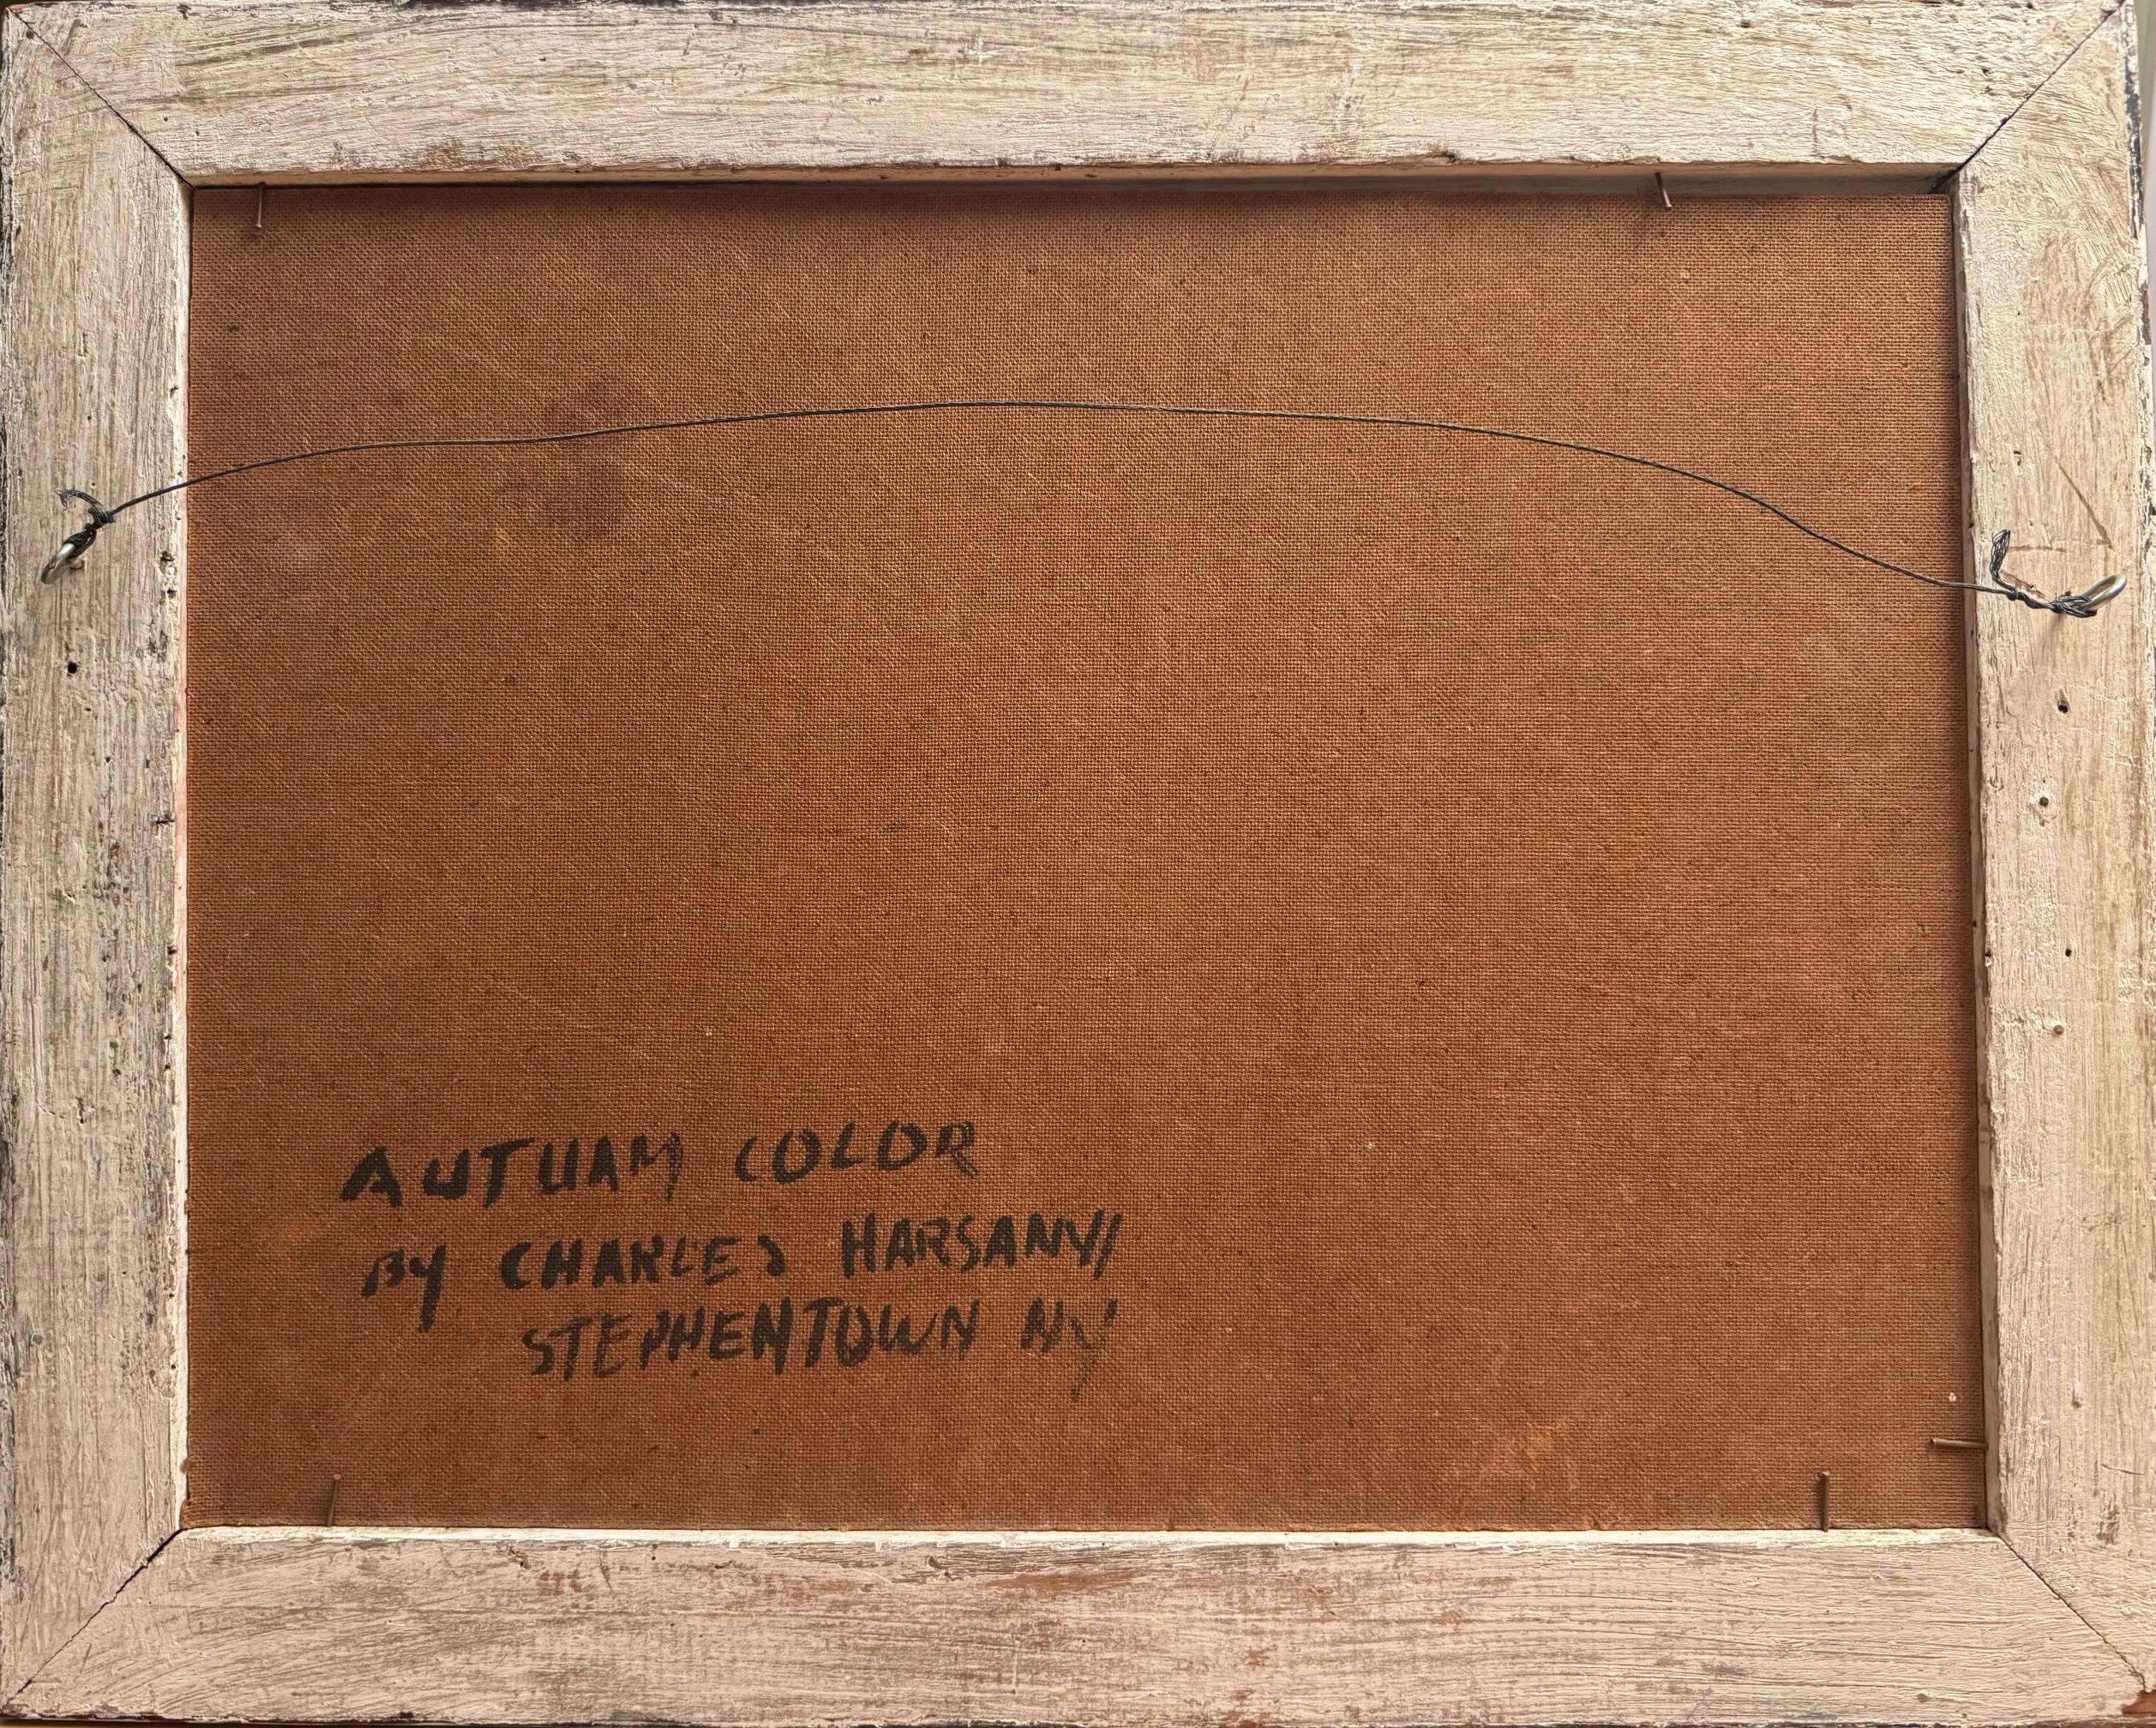 AUTUAM COLOR
BY CHARLES HARSANYI
STEPHENTOWN NY